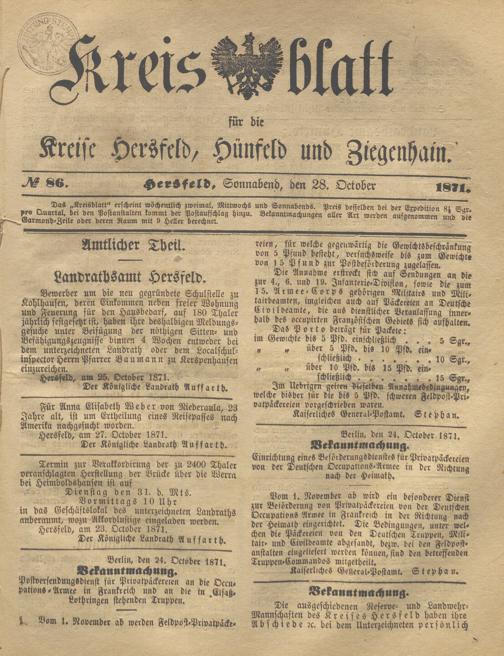 Kreis blatt
für die
Kreise Hersfeld, Hünfeld und Ziegenhain.
№ 86. Hersfeld, Sonnabend, den 28. October 1871.
Das „Kreisblatt“ erscheint wöchentlich zweimal, Mittwochs und Sonnabends. Preis desselben bei der Expedition 8¼ Sgr.
pro Quartal, bei den Postanstalten kommt der Postaufschlag hinzu. Bekanntmachungen aller Art werden aufgenommen und die
Garmond-Zeile oder deren Raum mit 9 Heller berechnet.
Amtlicher Theil.
Landrathsamt Hersfeld.
Bewerber um die neu gegründete Schulstelle zu
Kohlhausen, deren Einkommen neben freier Wohnung
und Feuerung für den Hausbedarf, auf 180 Thaler
jährlich festgesetzt ist, haben ihre desfallsigen Meldungs-
gesuche unter Beifügung der nöthigen Sitten- und
Befähigungszeugnisse binnen 4 Wochen entweder bei
dem unterzeichneten Landrath oder dem Localschul-
inspector Herrn Pfarrer Baumann zu Kerspenhausen
einzureichen.
Hersfeld, am 25. October 1871.
Der Königliche Landrath Auffarth.
Für Anna Elisabeth Weber von Niederaula, 23
Jahre alt, ist um Ertheilung eines Reisepasses nach
Amerika nachgesucht worden.
Hersfeld, am 27. October 1871.
Der Königliche Landrath Auffarth.
Termin zur Verakkordirung der zu 2400 Thaler
veranschlagten Herstellung der Brücke über die Werra
bei Heimboldshausen ist auf
Dienstag den 31. d. Mts.
Vormittags 10 Uhr
in das Geschäftslokal des unterzeichneten Landraths
anberaumt, wozu Akkordlustige eingeladen werden.
Hersfeld, am 23. October 1871.
Der Königliche Landrath Auffarth.
Berlin, den 24. October 1871.
Bekanntmachung.
Postversendungsdienst für Privatpäckereien an die Occu-
pations-Armee in Frankreich und an die in Elsaß-
Lothringen stehenden Truppen.
Vom 1. November ab werden Feldpost-Privatpäcke-
reien, für welche gegenwärtig die Gewichtsbeschränkung
von 5 Pfund besteht, versuchsweise bis zum Gewichte
von 15 Pfund zur Postbeförderung zugelassen.
Die Annahme erstreckt sich auf Sendungen an die
zur 4., 6. und 19. Infanterie-Division, sowie die zum
15. Armee-Corps gehörigen Militairs und Mili-
tairbeamten, imgleichen auch auf Päckereien an Deutsche
Civilbeamte, die aus dienstlicher Veranlassung inner-
halb des occupirten Französischen Gebiets sich aufhalten.
Das Porto beträgt für Packete:
im Gewichte bis 5 Pfd. einschließlich . . . . 5 Sgr.,
„ „ über 5 Pfd. bis 10 Pfd. ein-
schließlich . . . . . 10 Sgr.,
„ „ über 10 Pfd. bis 15 Pfd. ein-
schließlich . . . . . 15 Sgr.
Im Uebrigen gelten dieselben Annahmebedingungen,
welche bisher für die bis 5 Pfd. schweren Feldpost-Pri-
vatpäckereien vorgeschrieben waren.
Kaiserliches General-Postamt. Stephan.
Berlin, den 24. October 1871.
Bekanntmachung.
Einrichtung eines Beförderungsdienstes für Privatpäckereien
von der Deutschen Occupations-Armee in der Richtung
nach der Heimath.
Vom 1. November ab wird ein besonderer Dienst
zur Beförderung von Privatpäckereien von der Deutschen
Occupations Armee in Frankreich in der Richtung nach
der Heimath eingerichtet. Die Bedingungen, unter wel-
chen die Päckereien von den Deutschen Truppen, Mili-
tair- und Civilbeamte abgesandt, bezw. bei den Feldpost-
anstalten eingeliefert werden können, sind den betreffenden
Truppen-Commandos mitgetheilt.
Kaiserliches General-Postamt. Stephan.
Bekanntmachung.
Die ausgeschiedenen Reserve- und Landwehr-
Mannschaften des Kreises Hersfeld haben ihre
Abschiede ꝛc. bei dem Unterzeichneten persönlich